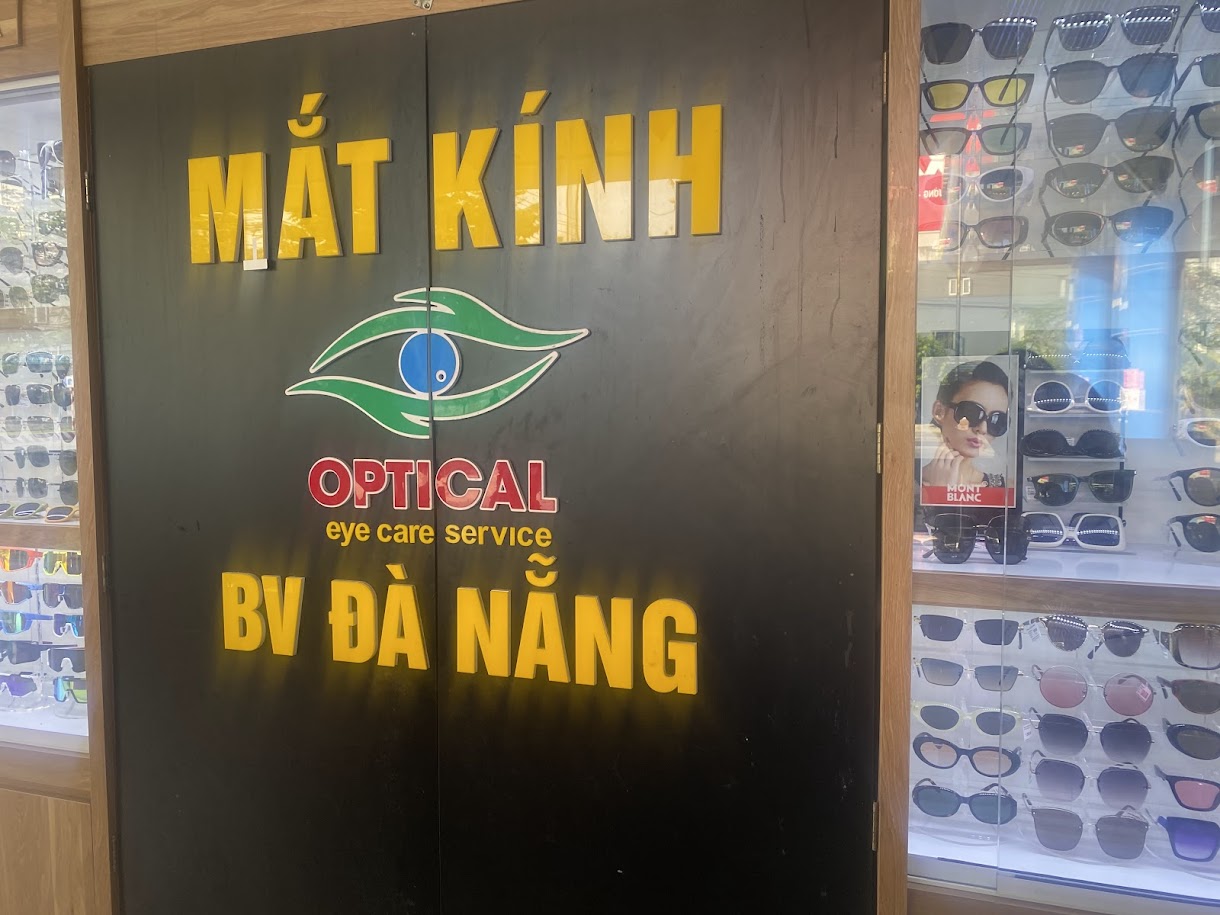 MẮT KÍNH
OPTICAL
eye care service
BV ĐÀ NẴNG
MONT
BLANC